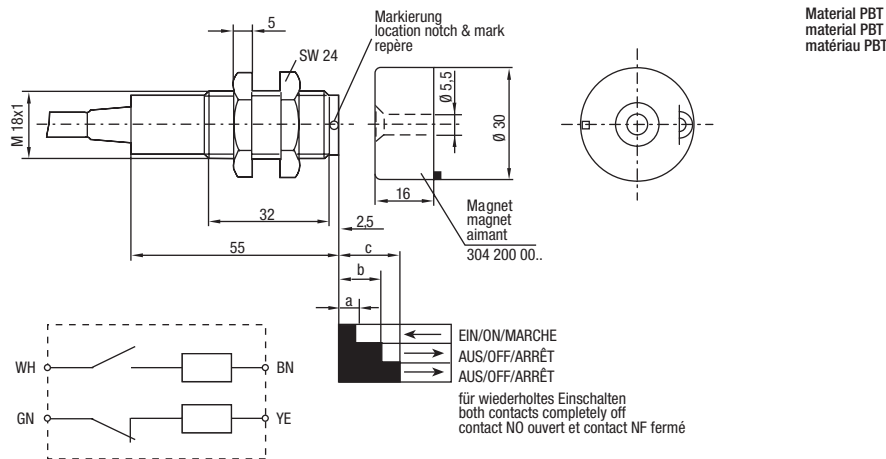 Markierung
location notch & mark
repère
5
SW 24
M 18x1
Ø 5,5
Ø 30
32
16
2,5
55
c
b
a
Magnet
magnet
aimant
304 200 00..
Material PBT
material PBT
matériau PBT
WH
BN
GN
YE
EIN/ON/MARCHE
AUS/OFF/ARRÊT
AUS/OFF/ARRÊT
für wiederholtes Einschalten
both contacts completely off
contact NO ouvert et contact NF fermé